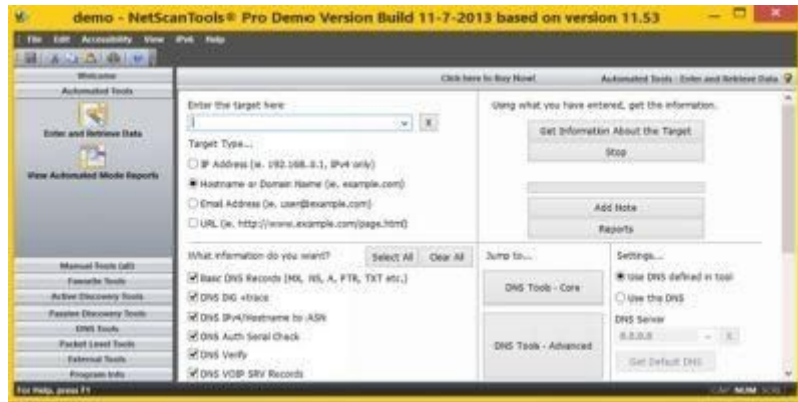 demo - NetScanTools® Pro Demo Version Build 11-7-2013 based on version 11.53
File Edit Accessibility View IPv6 Help
Welcome
Click here to Buy Now!
Automated Tools - Enter and Retrieve Data
Automated Tools
Enter and Retrieve Data
View Automated Mode Reports
Manual Tools (all)
Favorite Tools
Active Discovery Tools
Passive Discovery Tools
DNS Tools
Packet Level Tools
External Tools
Program Info
Enter the target here
X
Target Type...
IP Address (ie. 192.168.0.1, IPv4 only)
Hostname or Domain Name (ie. example.com)
Email Address (ie. user@example.com)
URL (ie. http://www.example.com/page.html)
Using what you have entered, get the information.
Get Information About the Target
Stop
Add Note
Reports
What information do you want?
Select All
Clear All
Basic DNS Records (MX, NS, A, PTR, TXT etc.)
DNS DIG +trace
DNS IPv4/Hostname to ASN
DNS Auth Serial Check
DNS Verify
DNS VOIP SRV Records
Jump to...
DNS Tools - Core
DNS Tools - Advanced
Settings...
Use DNS defined in tool
Use the DNS
DNS Server
8.8.8.8
X
Get Default DNS
For Help, press F1
CAP NUM SCRL